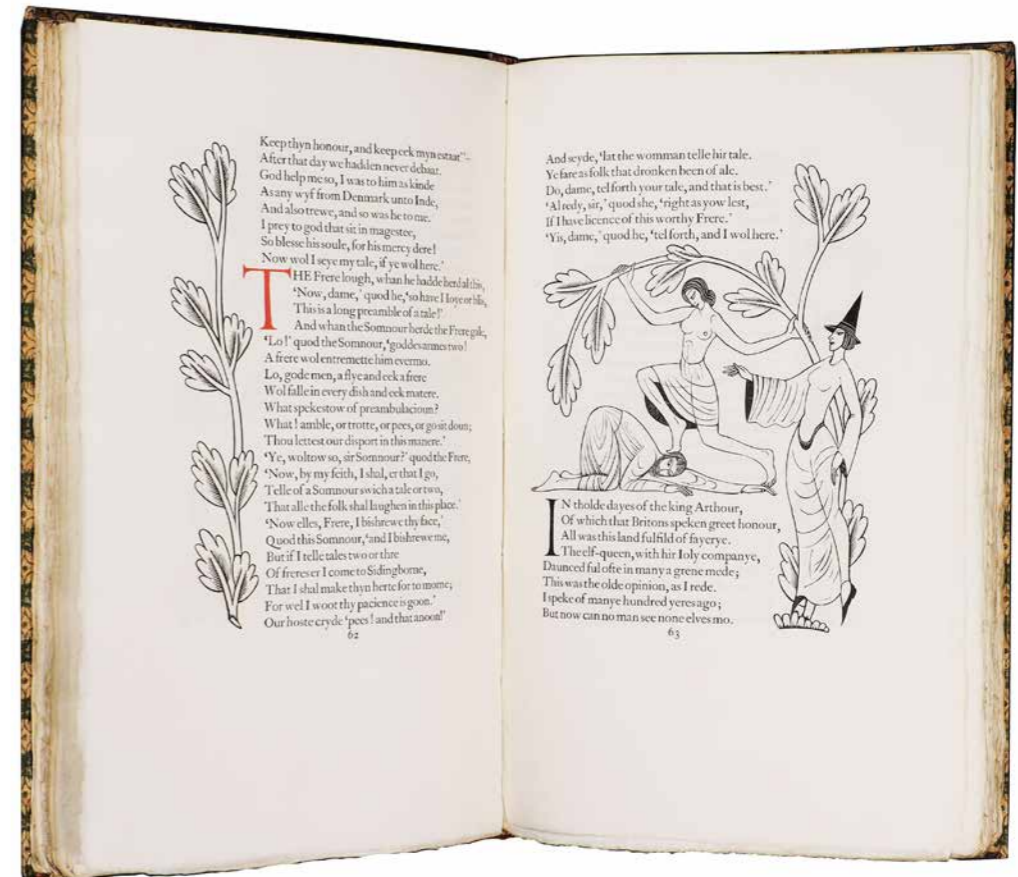 Keep thyn honour, and keep eek myn estaat"–
After that day we hadden never debaat.
God help me so, I was to him as kinde
As any wyf from Denmark unto Inde,
And also trewe, and so was he to me.
I prey to god that sit in magestee,
So blesse his soule, for his mercy dere!
Now wol I seye my tale, if ye wol here.'
THE Frere lough, whan he hadde herd al this,
'Now, dame,' quod he, 'so have I Ioye or blis,
This is a long preamble of a tale!'
And whan the Somnour herde the Frere gale,
'Lo!' quod the Somnour, 'goddes armes two!
A frere wol entremette him evermo.
Lo, gode men, a flye and eek a frere
Wol falle in every dish and eek matere.
What spekestow of preambulacioun?
What! amble, or trotte, or pees, or go sit doun;
Thou lettest our disport in this manere.'
'Ye, woltow so, sir Somnour?' quod the Frere,
'Now, by my feith, I shal, er that I go,
Telle of a Somnour swich a tale or two,
That alle the folk shal laughen in this place.'
'Now elles, Frere, I bishrewe thy face,'
Quod this Somnour, 'and I bishrewe me,
But if I telle tales two or thre
Of freres er I come to Sidingborne,
That I shal make thyn herte for to morne;
For wel I woot thy pacience is goon.'
Our hoste cryde 'pees! and that anoon!'
62
And seyde, 'lat the womman telle hir tale.
Ye fare as folk that dronken been of ale.
Do, dame, tel forth your tale, and that is best.'
'Al redy, sir,' quod she, 'right as yow lest,
If I have licence of this worthy Frere.'
'Yis, dame,' quod he, 'tel forth, and I wol here.'
IN tholde dayes of the king Arthour,
Of which that Britons speken greet honour,
All was this land fulfild of fayerye.
The elf-queen, with hir Ioly companye,
Daunced ful ofte in many a grene mede;
This was the olde opinion, as I rede.
I speke of manye hundred yeres ago;
But now can no man see none elves mo.
63